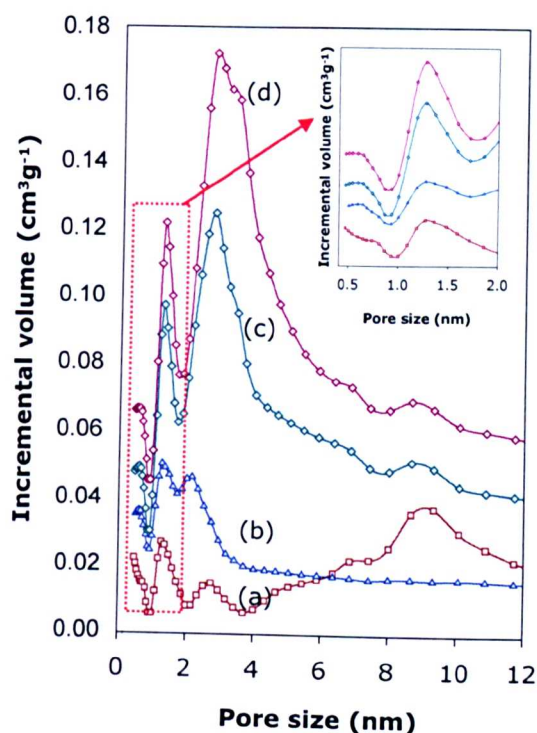 0.18
0.16
0.14
0.12
0.10
0.08
0.06
0.04
0.02
0.00
Incremental volume (cm³g⁻¹)
0
2
4
6
8
10
12
Pore size (nm)
(d)
(c)
(b)
(a)
Incremental volume (cm³g⁻¹)
0.5
1.0
1.5
2.0
Pore size (nm)